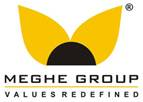 ®
MEGHE GROUP
VALUES REDEFINED